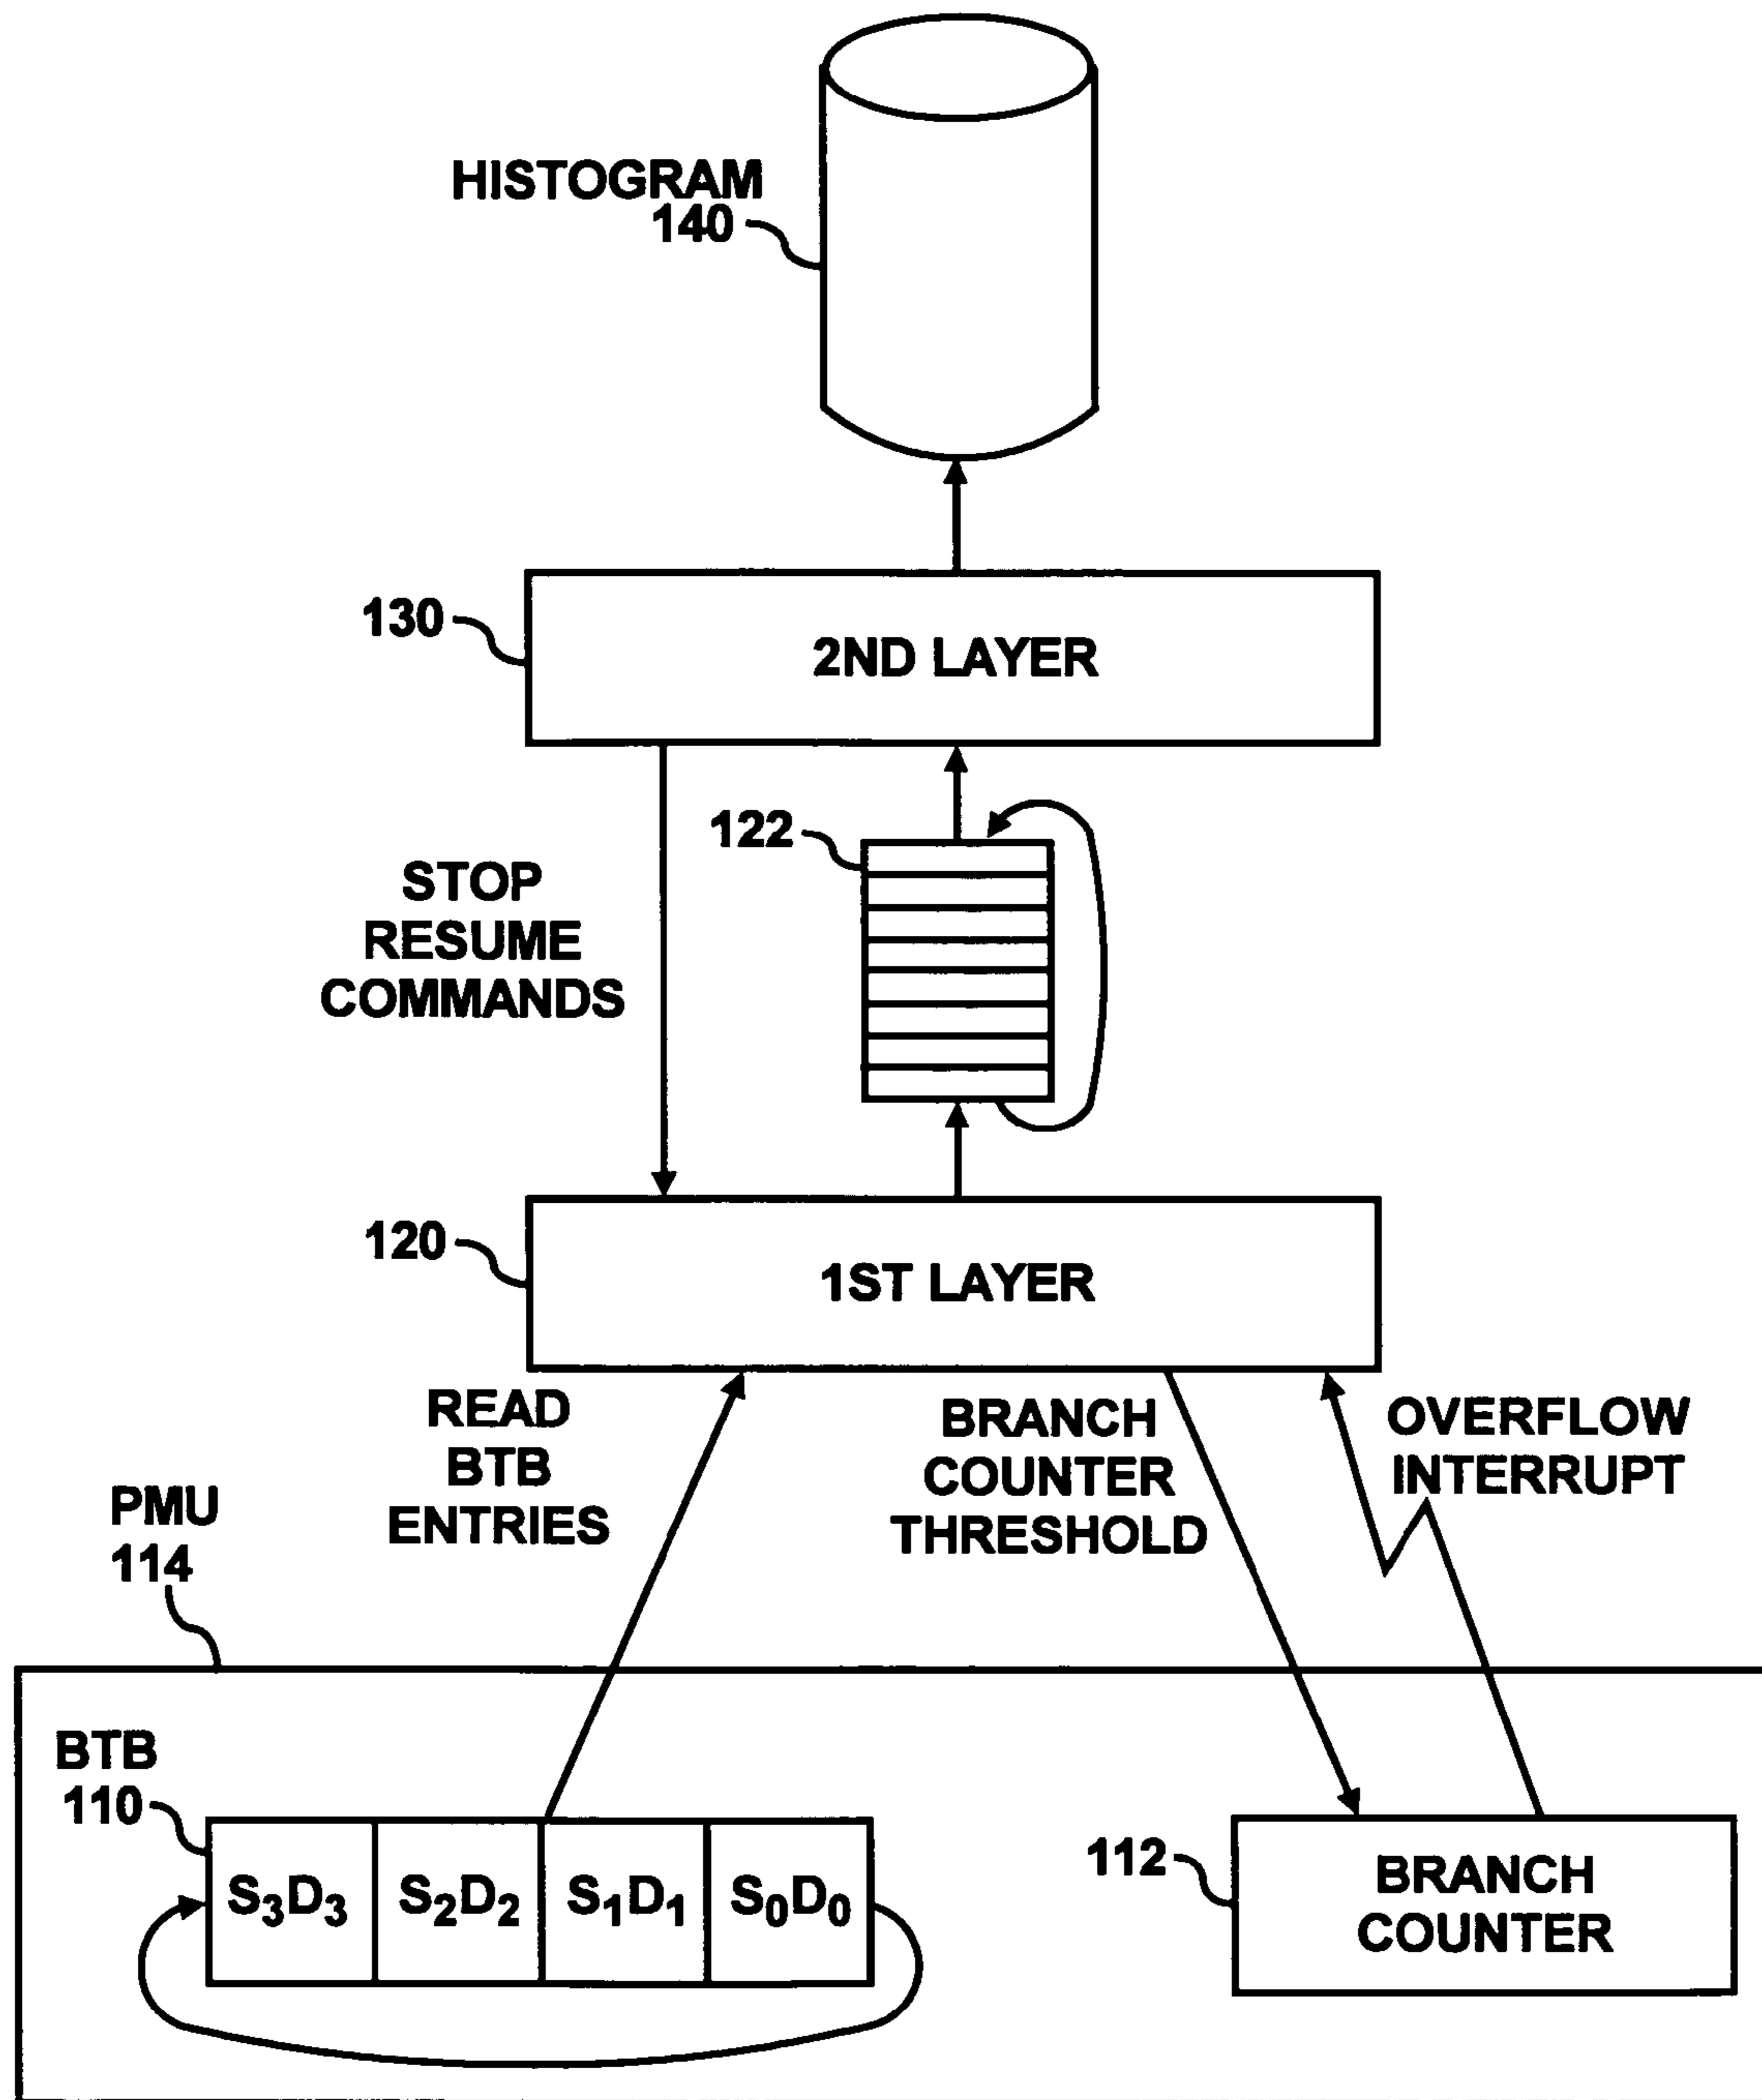 HISTOGRAM
140
130
2ND LAYER
122
STOP
RESUME
COMMANDS
120
1ST LAYER
READ
BTB
ENTRIES
BRANCH
COUNTER
THRESHOLD
OVERFLOW
INTERRUPT
PMU
114
BTB
110
S₃D₃ S₂D₂ S₁D₁ S₀D₀
112
BRANCH
COUNTER